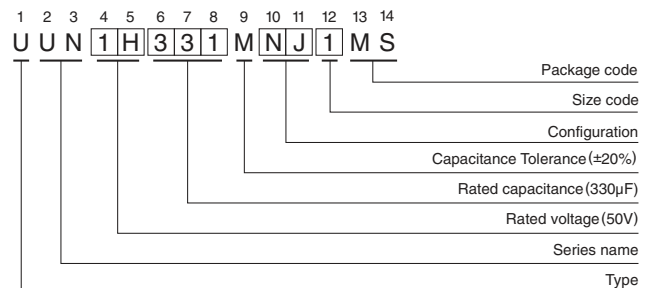 1 2 3 4 5 6 7 8 9 10 11 12 13 14
U U N 1 H 3 3 1 M N J 1 M S
Package code
Size code
Configuration
Capacitance Tolerance (±20%)
Rated capacitance (330µF)
Rated voltage (50V)
Series name
Type